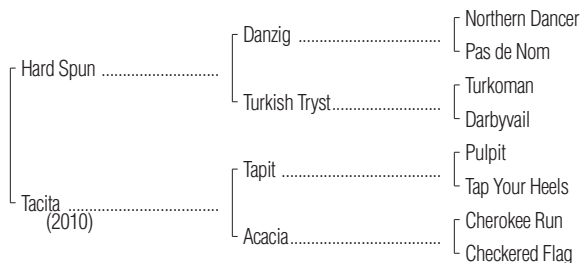 Northern Dancer
Danzig ................................................
Pas de Nom
Hard Spun .......................................
Turkoman
Turkish Tryst.....................................
Darbyvail
Pulpit
Tapit ....................................................
Tap Your Heels
Tacita ..................................................
(2010)
Cherokee Run
Acacia................................................
Checkered Flag